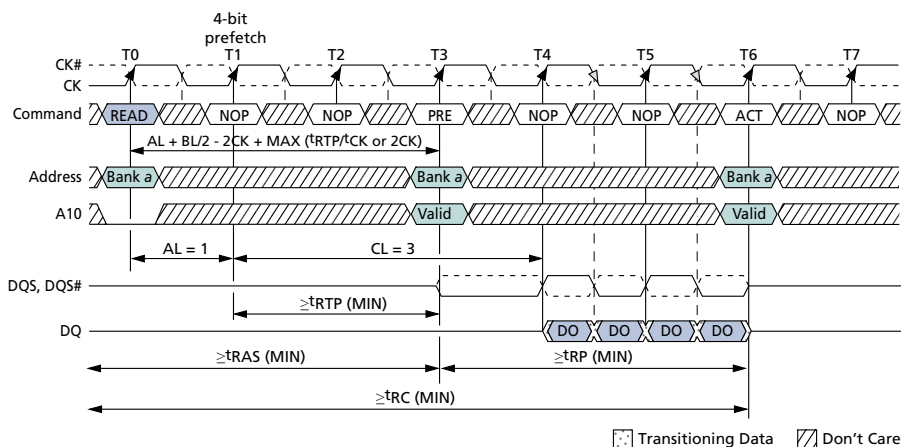 4-bit
prefetch
T0 T1 T2 T3 T4 T5 T6 T7
CK#
CK
Command READ NOP NOP PRE NOP NOP ACT NOP
AL + BL/2 - 2CK + MAX (tRTP/tCK or 2CK)
Address Bank a Bank a Bank a
A10 Valid Valid
AL = 1 CL = 3
DQS, DQS#
≥tRTP (MIN)
DQ DO DO DO DO
≥tRAS (MIN) ≥tRP (MIN)
≥tRC (MIN)
Transitioning Data Don't Care